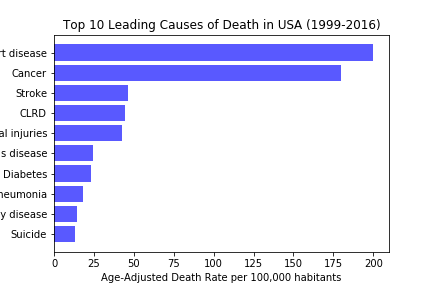 Top 10 Leading Causes of Death in USA (1999-2016)
rt disease
Cancer
Stroke
CLRD
al injuries
s disease
Diabetes
neumonia
y disease
Suicide
0 25 50 75 100 125 150 175 200
Age-Adjusted Death Rate per 100,000 habitants